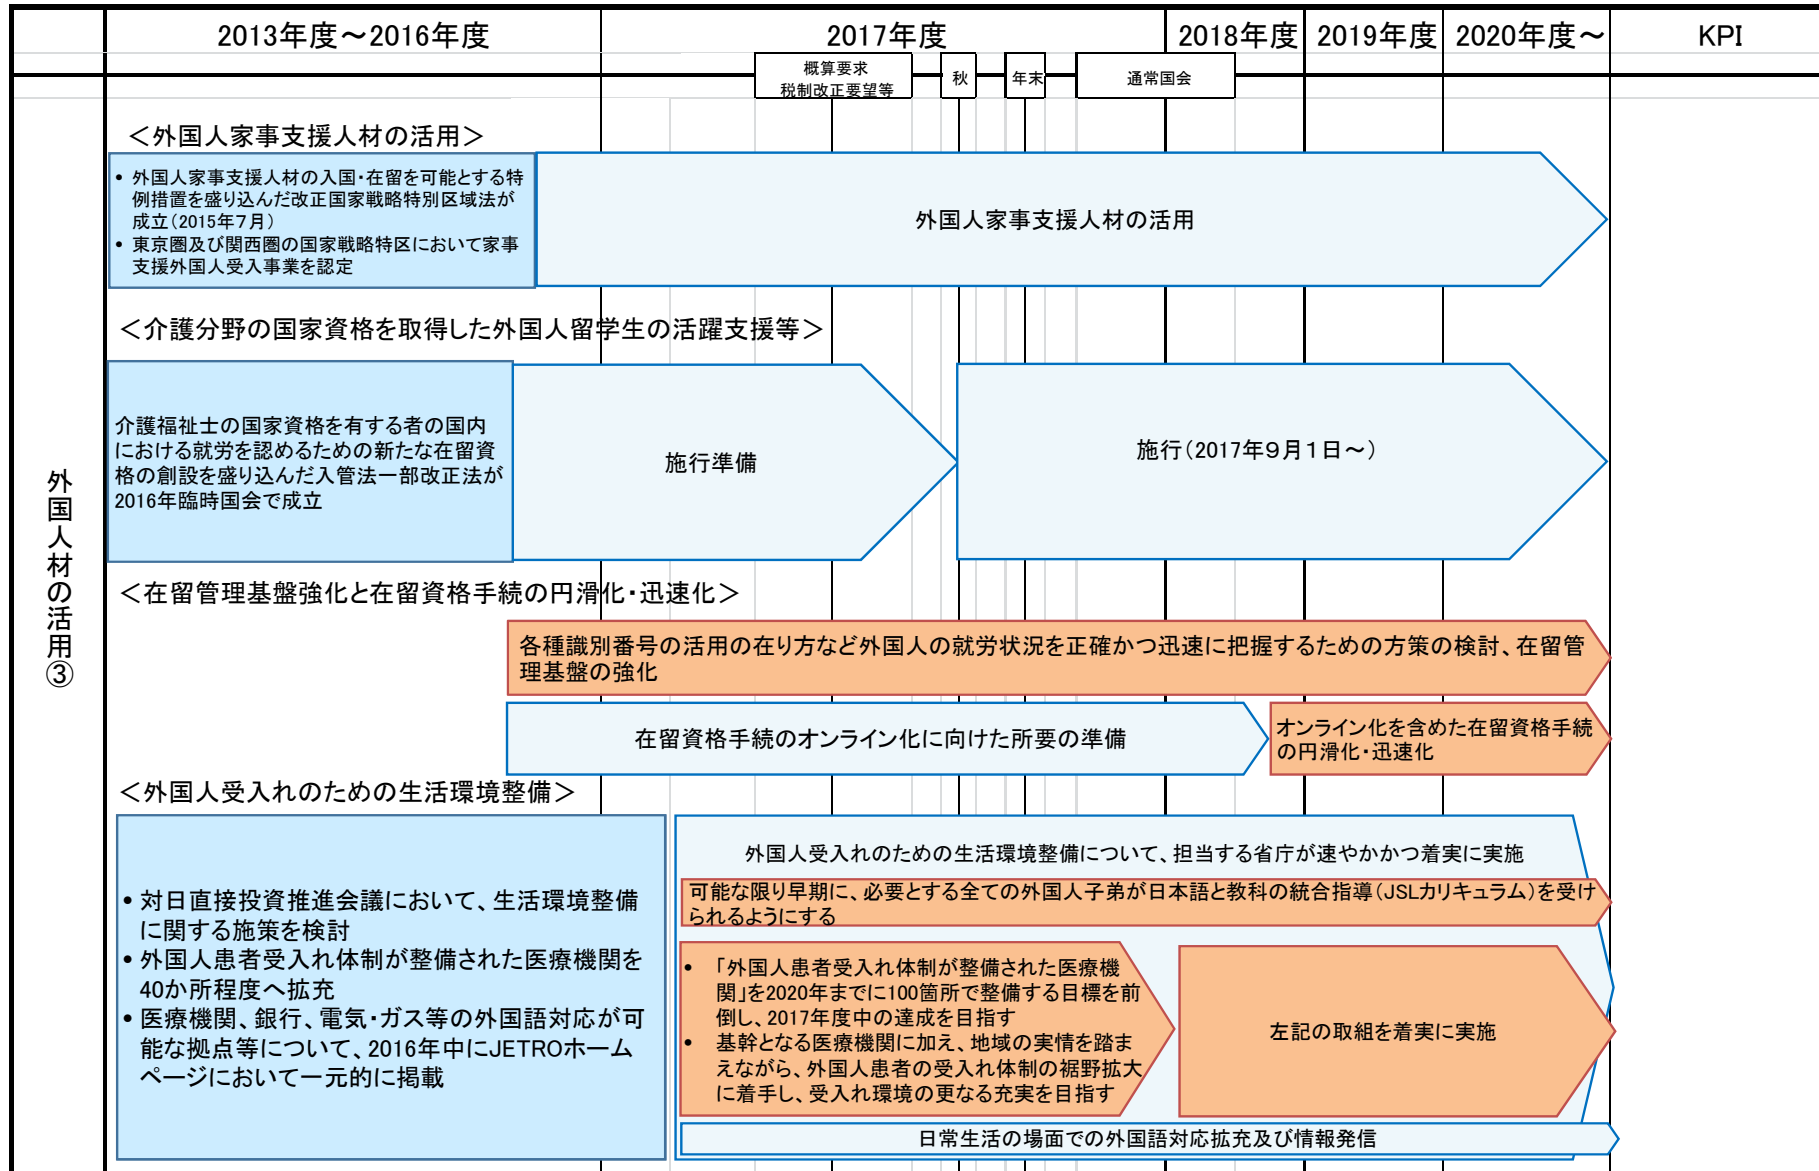 2013年度～2016年度
2017年度
2018年度
2019年度
2020年度～
KPI
概算要求
税制改正要望等
秋
年末
通常国会
外国人材の活用③
＜外国人家事支援人材の活用＞
• 外国人家事支援人材の入国・在留を可能とする特
例措置を盛り込んだ改正国家戦略特別区域法が
成立（2015年７月）
• 東京圏及び関西圏の国家戦略特区において家事
支援外国人受入事業を認定
外国人家事支援人材の活用
＜介護分野の国家資格を取得した外国人留学生の活躍支援等＞
介護福祉士の国家資格を有する者の国内
における就労を認めるための新たな在留資
格の創設を盛り込んだ入管法一部改正法が
2016年臨時国会で成立
施行準備
施行（2017年９月１日～）
＜在留管理基盤強化と在留資格手続の円滑化・迅速化＞
各種識別番号の活用の在り方など外国人の就労状況を正確かつ迅速に把握するための方策の検討、在留管
理基盤の強化
在留資格手続のオンライン化に向けた所要の準備
オンライン化を含めた在留資格手続
の円滑化・迅速化
＜外国人受入れのための生活環境整備＞
• 対日直接投資推進会議において、生活環境整備
に関する施策を検討
• 外国人患者受入れ体制が整備された医療機関を
40か所程度へ拡充
• 医療機関、銀行、電気・ガス等の外国語対応が可
能な拠点等について、2016年中にJETROホーム
ページにおいて一元的に掲載
外国人受入れのための生活環境整備について、担当する省庁が速やかかつ着実に実施
可能な限り早期に、必要とする全ての外国人子弟が日本語と教科の統合指導（JSLカリキュラム）を受け
られるようにする
• 「外国人患者受入れ体制が整備された医療機
関」を2020年までに100箇所で整備する目標を前
倒し、2017年度中の達成を目指す
• 基幹となる医療機関に加え、地域の実情を踏ま
えながら、外国人患者の受入れ体制の裾野拡大
に着手し、受入れ環境の更なる充実を目指す
左記の取組を着実に実施
日常生活の場面での外国語対応拡充及び情報発信